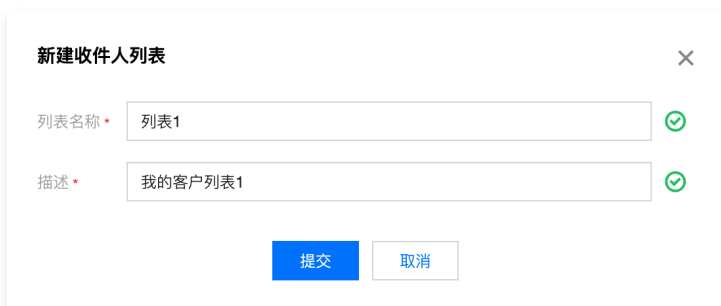 新建收件人列表
列表名称 * 列表1
描述 * 我的客户列表1
提交 取消